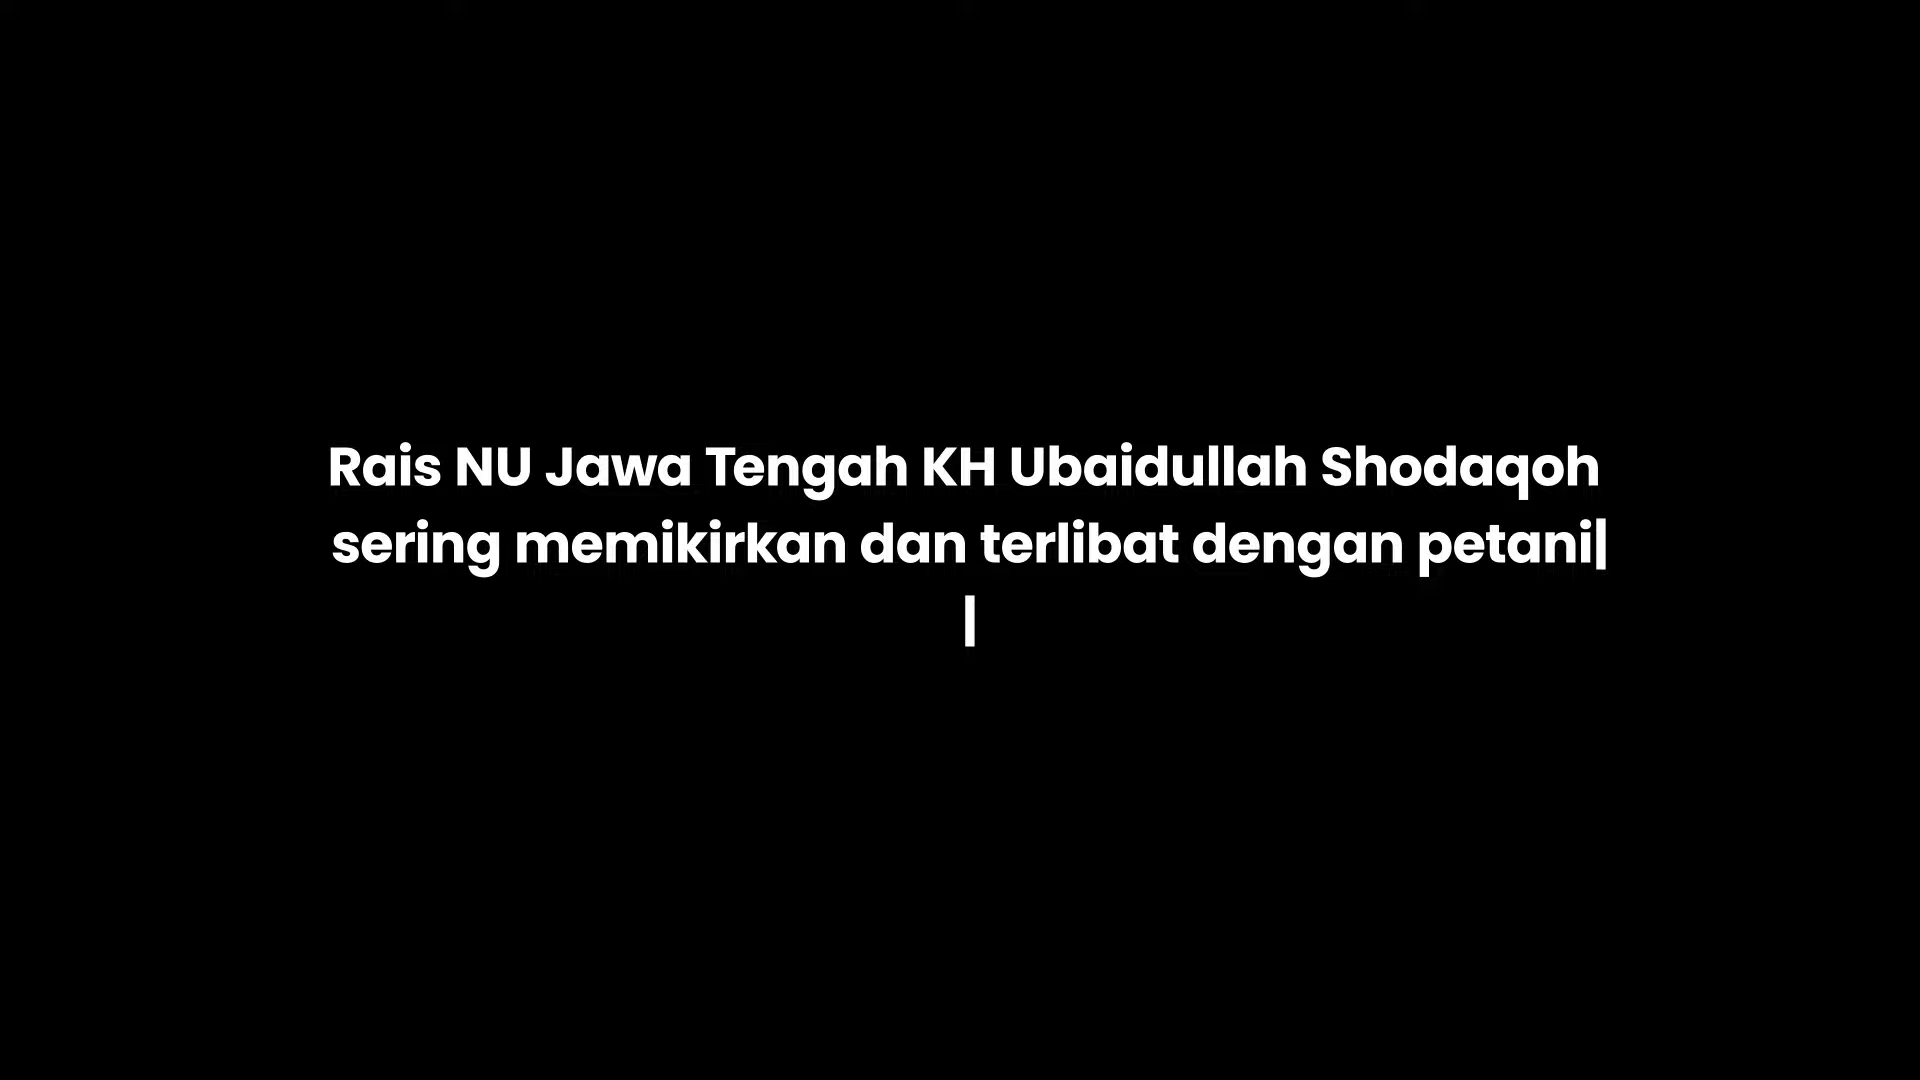 Rais NU Jawa Tengah KH Ubaidullah Shodaqoh
sering memikirkan dan terlibat dengan petani|
|